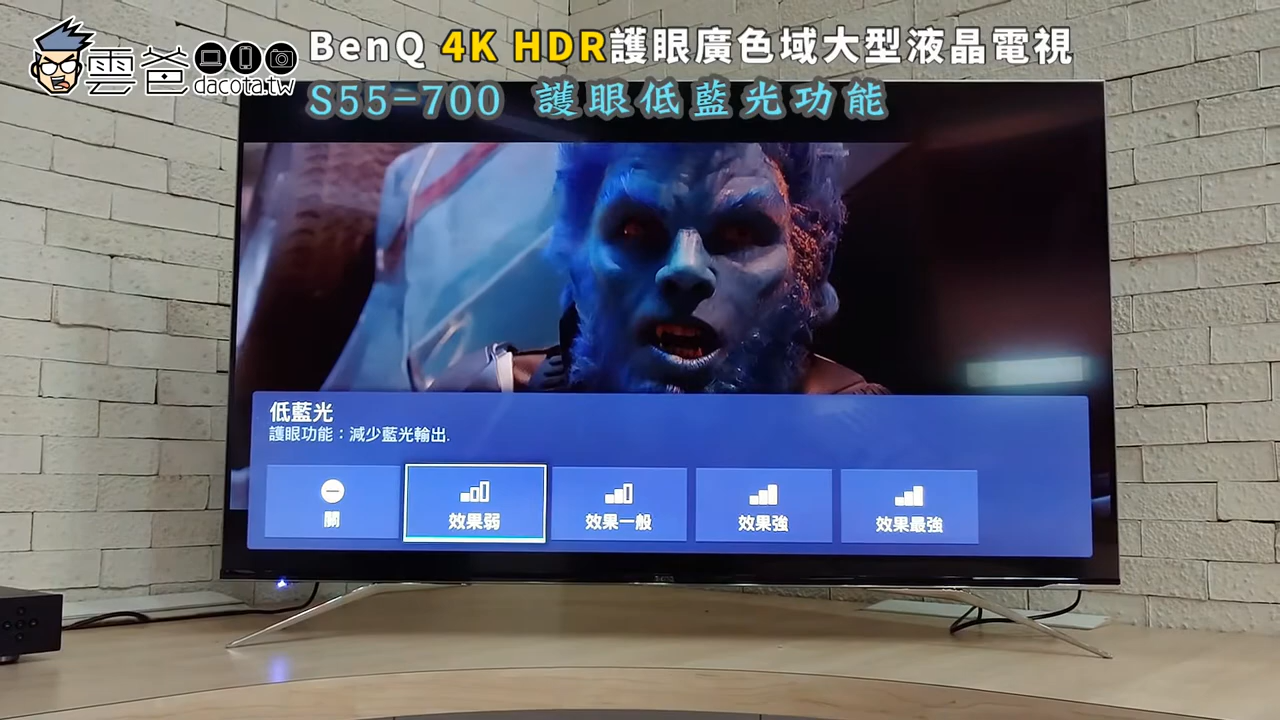 雲爸
dacota.tw
BenQ 4K HDR護眼廣色域大型液晶電視
S55-700 護眼低藍光功能
低藍光
護眼功能：減少藍光輸出.
關
效果弱
效果一般
效果強
效果最強
BenQ